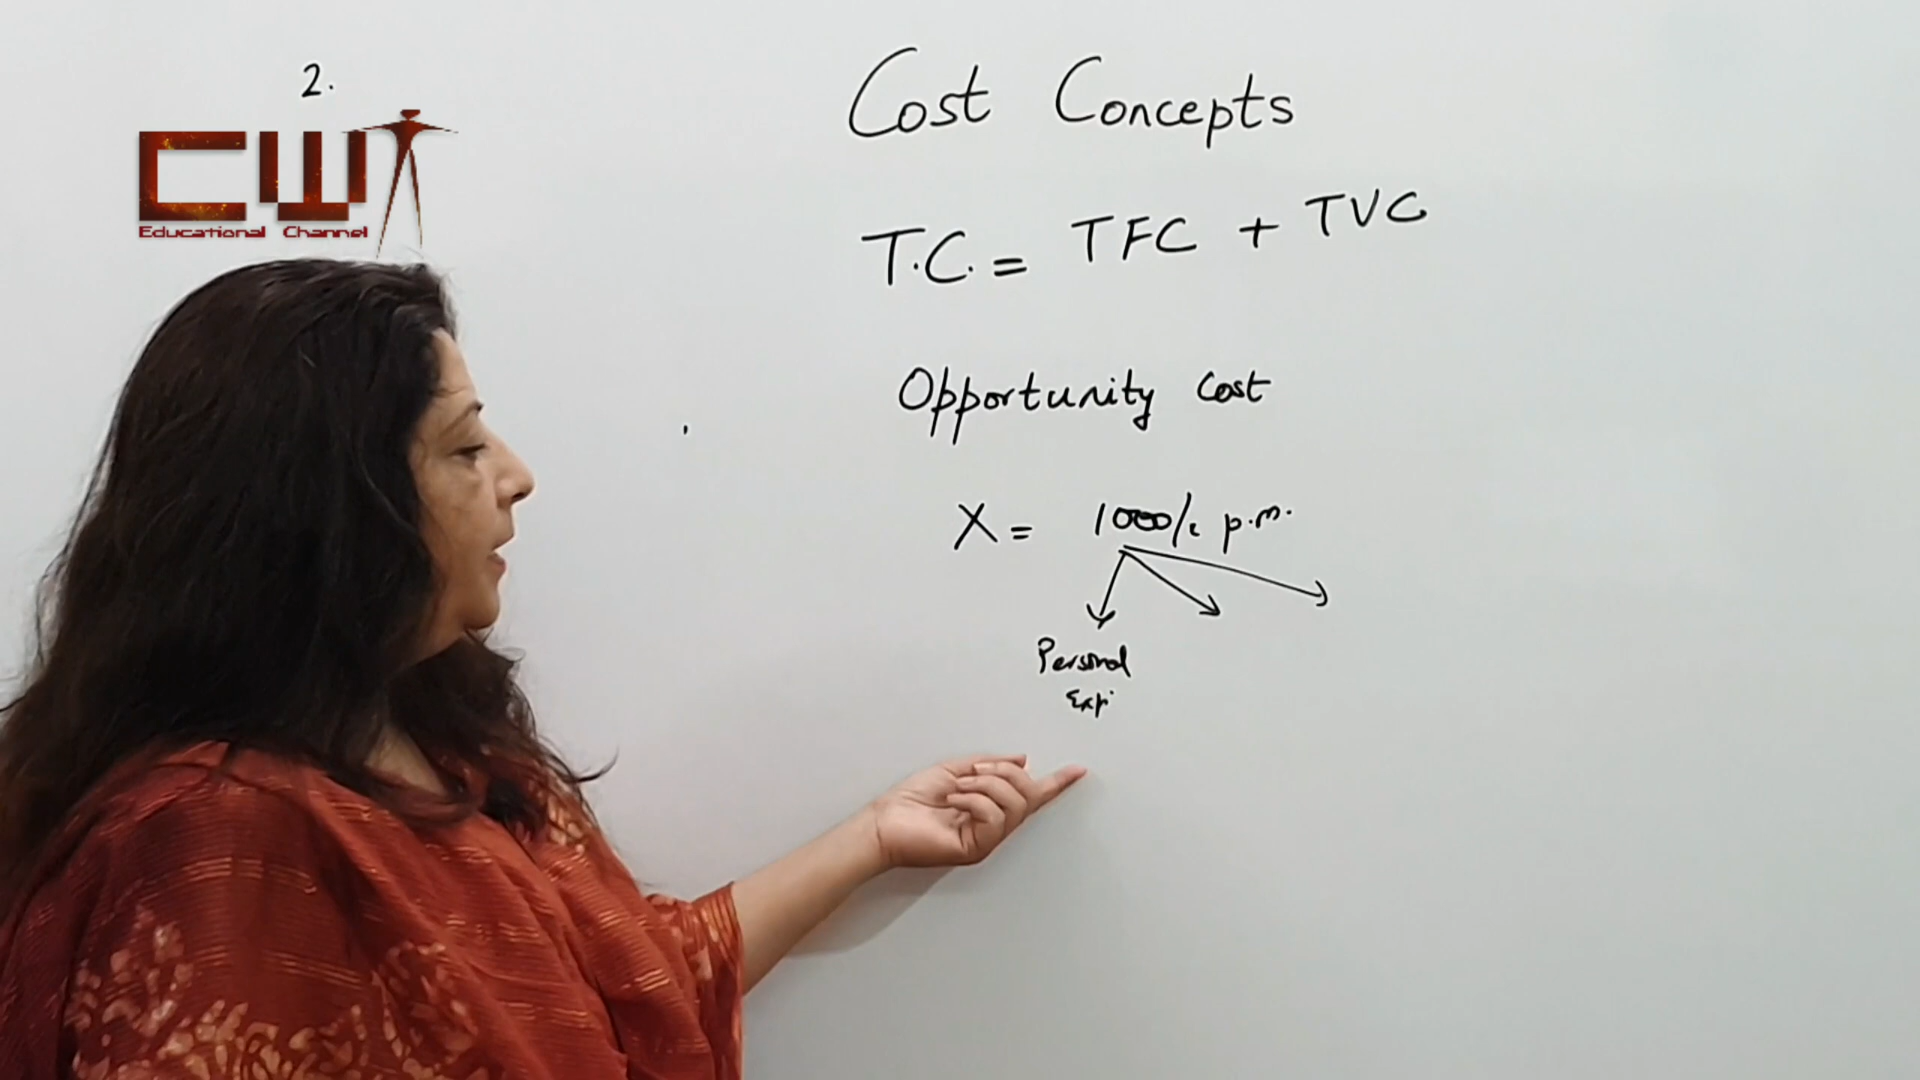 2.
CW
Educational Channel
Cost Concepts
T.C. = TFC + TVC
Opportunity Cost
X = 1000/- p.m.
Personal
Exp.